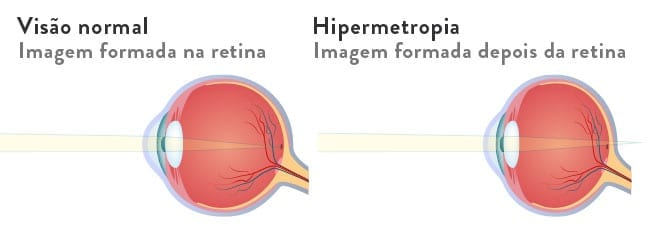 Visão normal
Imagem formada na retina
Hipermetropia
Imagem formada depois da retina